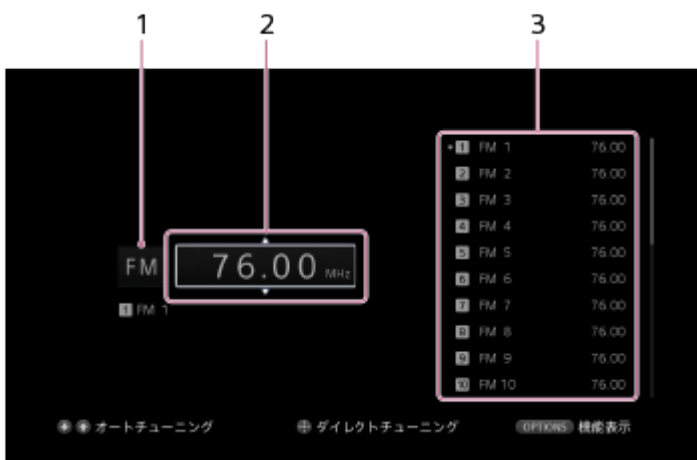 1 2 3
1 FM 1 76.00
2 FM 2 76.00
3 FM 3 76.00
4 FM 4 76.00
5 FM 5 76.00
6 FM 6 76.00
7 FM 7 76.00
8 FM 8 76.00
9 FM 9 76.00
10 FM 10 76.00
FM 76.00 MHz
1 FM 1
オートチューニング ダイレクトチューニング OPTIONS 機能表示